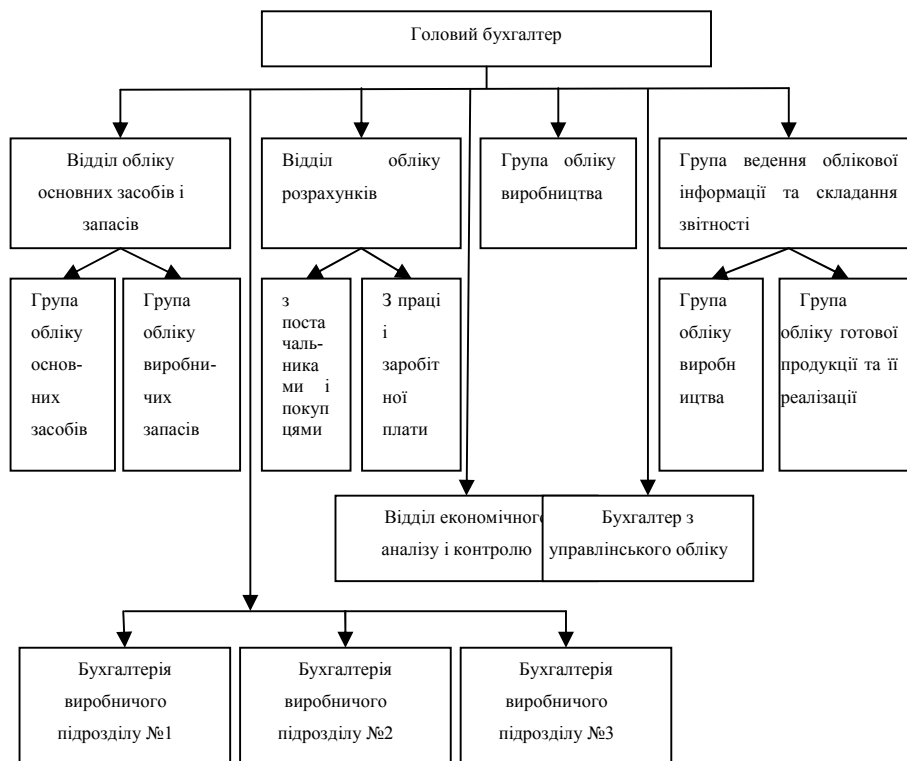 Головий бухгалтер
Відділ обліку
основних засобів і
запасів
Відділ обліку
розрахунків
Група обліку
виробництва
Група ведення облікової
інформації та складання
звітності
Група
обліку
основ-
них
засобів
Група
обліку
виробни-
чих
запасів
з
поста
чаль-
ника
ми і
покуп
цями
З праці
і
заробіт
ної
плати
Група
обліку
виробн
ицтва
Група
обліку готової
продукції та її
реалізації
Відділ економічного
аналізу і контролю
Бухгалтер з
управлінського обліку
Бухгалтерія
виробничого
підрозділу №1
Бухгалтерія
виробничого
підрозділу №2
Бухгалтерія
виробничого
підрозділу №3